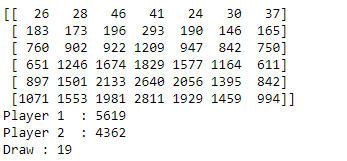 [[  26   28   46   41   24   30   37]
 [ 183  173  196  293  190  146  165]
 [ 760  902  922 1209  947  842  750]
 [ 651 1246 1674 1829 1577 1164  611]
 [ 897 1501 2133 2640 2056 1395  842]
 [1071 1553 1981 2811 1929 1459  994]]
Player 1  : 5619
Player 2  : 4362
Draw : 19